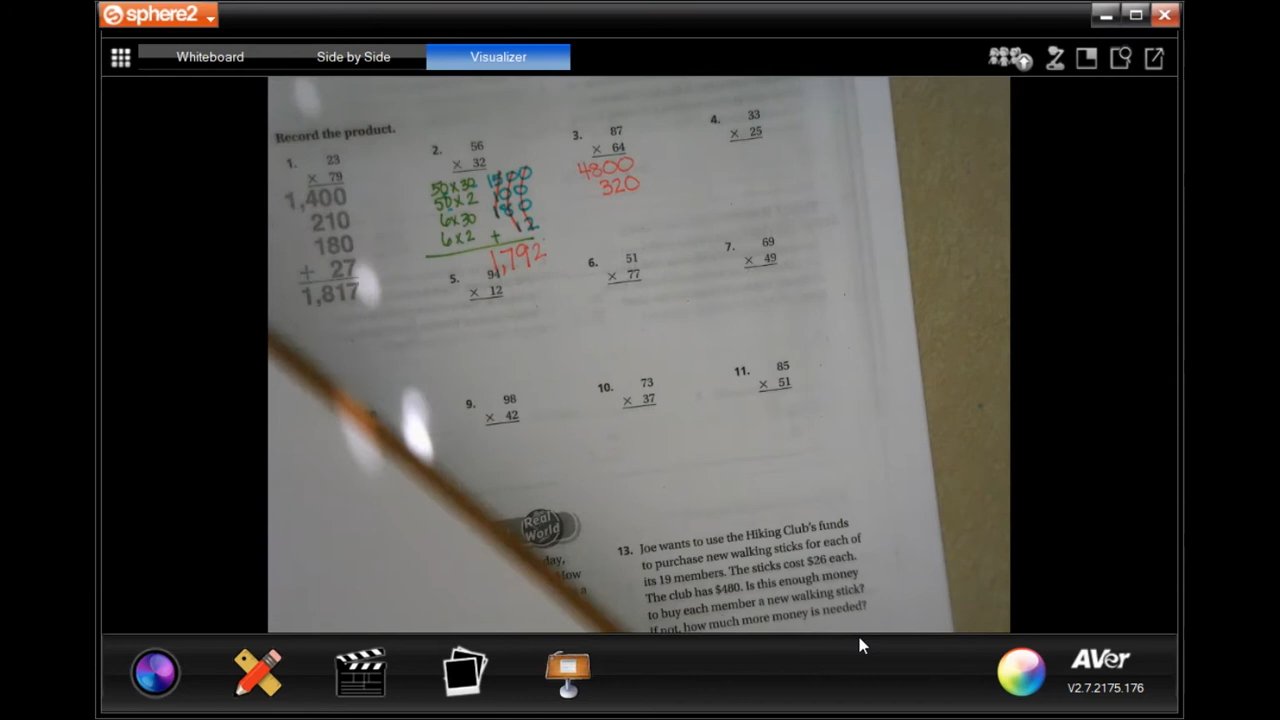 sphere2
Whiteboard
Side by Side
Visualizer
Record the product.
1. 23
× 79
1,400
210
180
+ 27
1,817
2. 56
× 32
50 x 30 1500
50 x 2 100
6 x 30 180
6 x 2 + 12
1,792
3. 87
× 64
4800
320
4. 33
× 25
5. 94
× 12
6. 51
× 77
7. 69
× 49
9. 98
× 42
10. 73
× 37
11. 85
× 51
Real
World
day,
How
a
13. Joe wants to use the Hiking Club's funds
to purchase new walking sticks for each of
its 19 members. The sticks cost $26 each.
The club has $480. Is this enough money
to buy each member a new walking stick?
If not, how much more money is needed?
AVer
V2.7.2175.176